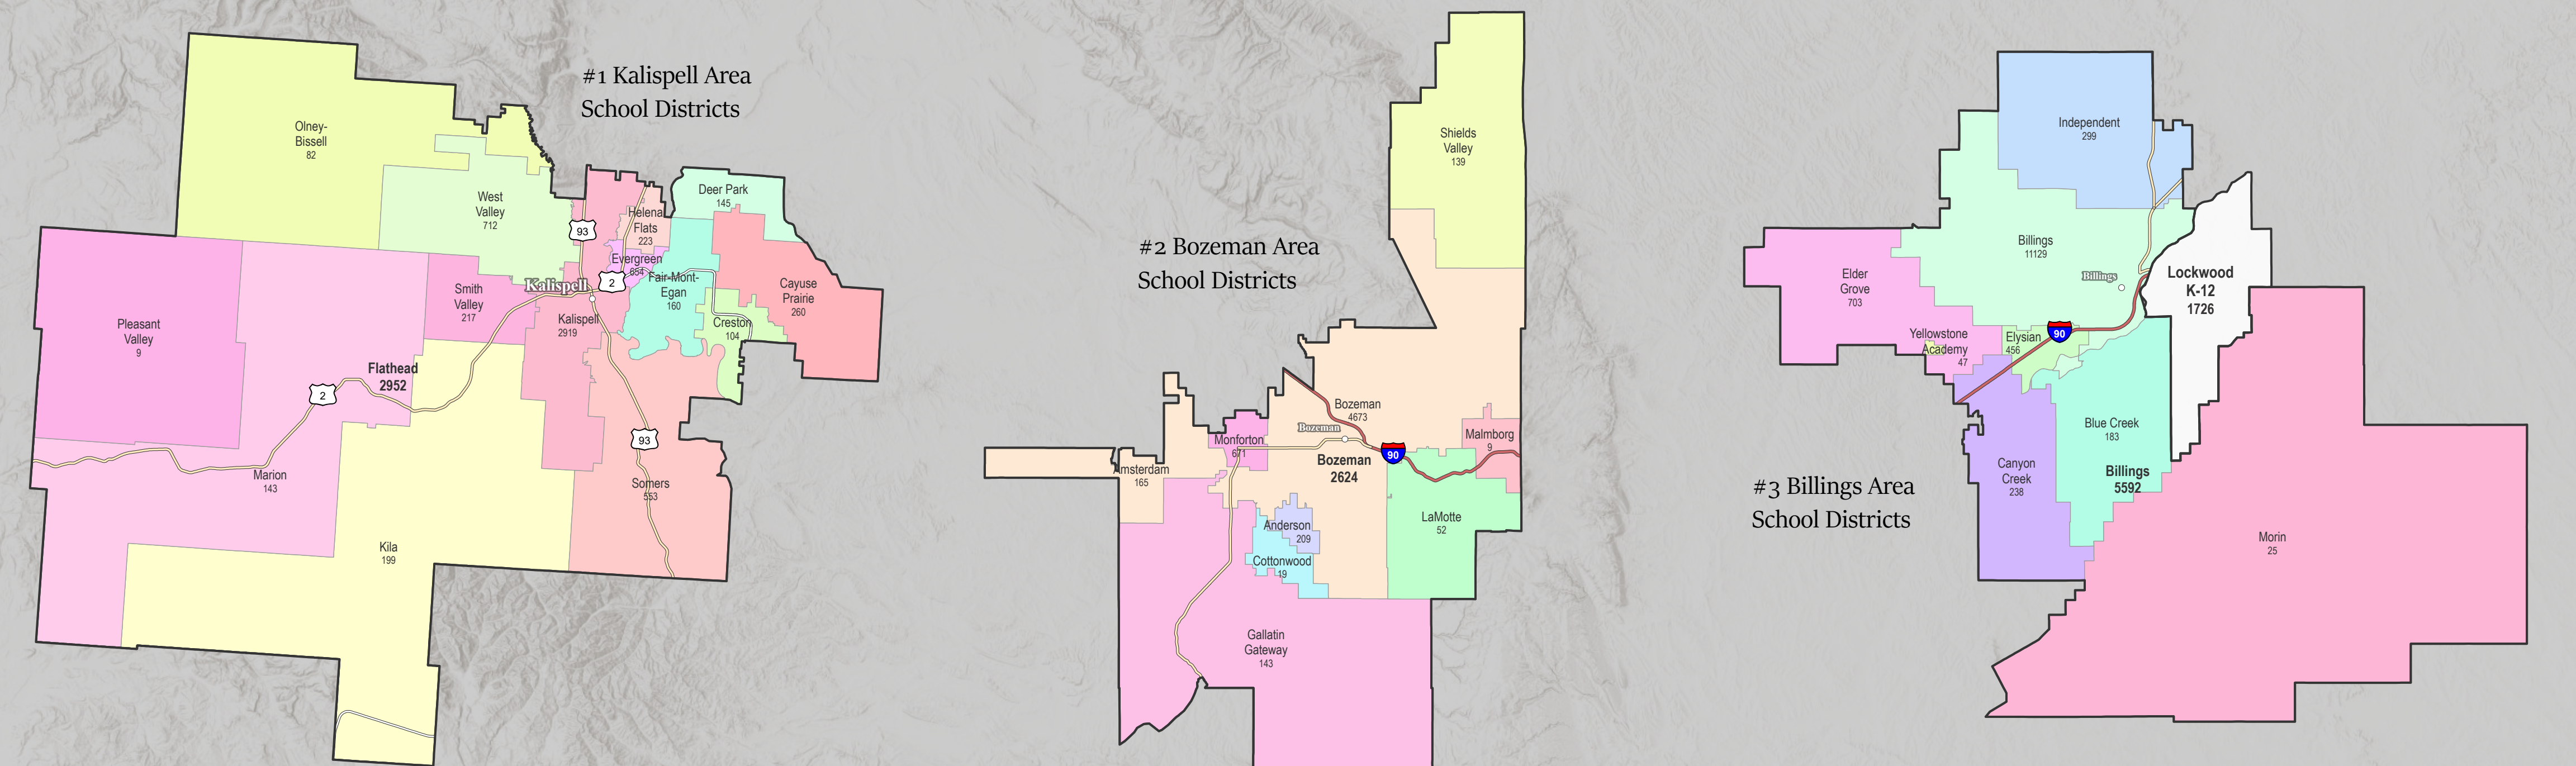 #1 Kalispell Area
School Districts
Olney-
Bissell
82
West
Valley
712
93
Helena
Flats
223
Deer Park
145
Evergreen
654
Kalispell
2
Fair-Mont-
Egan
160
Cayuse
Prairie
260
Creston
104
Smith
Valley
217
Kalispell
2919
Pleasant
Valley
9
Flathead
2952
2
93
Marion
143
Somers
553
Kila
199
#2 Bozeman Area
School Districts
Shields
Valley
139
Bozeman
4673
Bozeman
Monforton
671
Malmborg
9
90
Bozeman
2624
Amsterdam
165
LaMotte
52
Anderson
209
Cottonwood
19
Gallatin
Gateway
143
#3 Billings Area
School Districts
Independent
299
Billings
11129
Billings
Elder
Grove
703
Lockwood
K-12
1726
Yellowstone
Academy
47
Elysian
456
90
Blue Creek
183
Canyon
Creek
238
Billings
5592
Morin
25